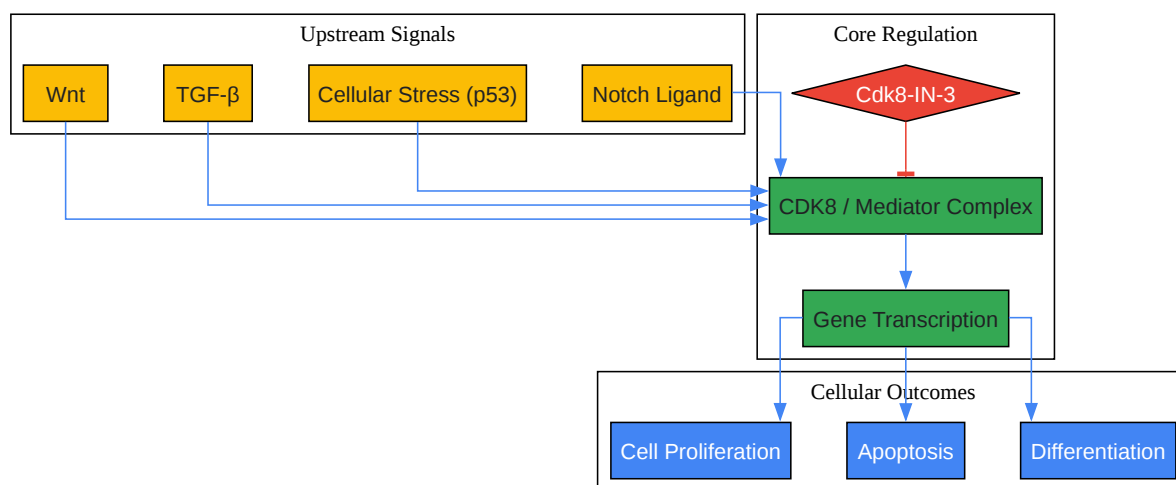 Upstream Signals
Core Regulation
Wnt
TGF-β
Cellular Stress (p53)
Notch Ligand
Cdk8-IN-3
CDK8 / Mediator Complex
Gene Transcription
Cellular Outcomes
Cell Proliferation
Apoptosis
Differentiation